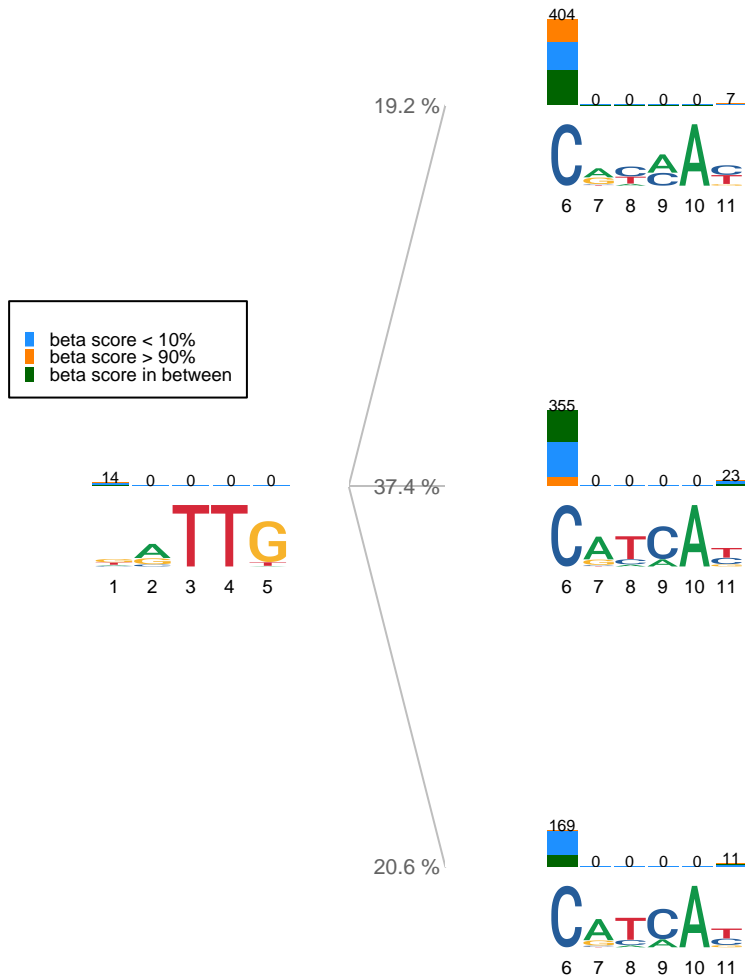 404
0 0 0 0 7
19.2 %
C A C A A C
6 7 8 9 10 11
beta score < 10%
beta score > 90%
beta score in between
355
0 0 0 0 23
14 0 0 0 0
37.4 %
A T T G
C A T C A T
1 2 3 4 5
6 7 8 9 10 11
169
0 0 0 0 11
20.6 %
C A T C A T
6 7 8 9 10 11